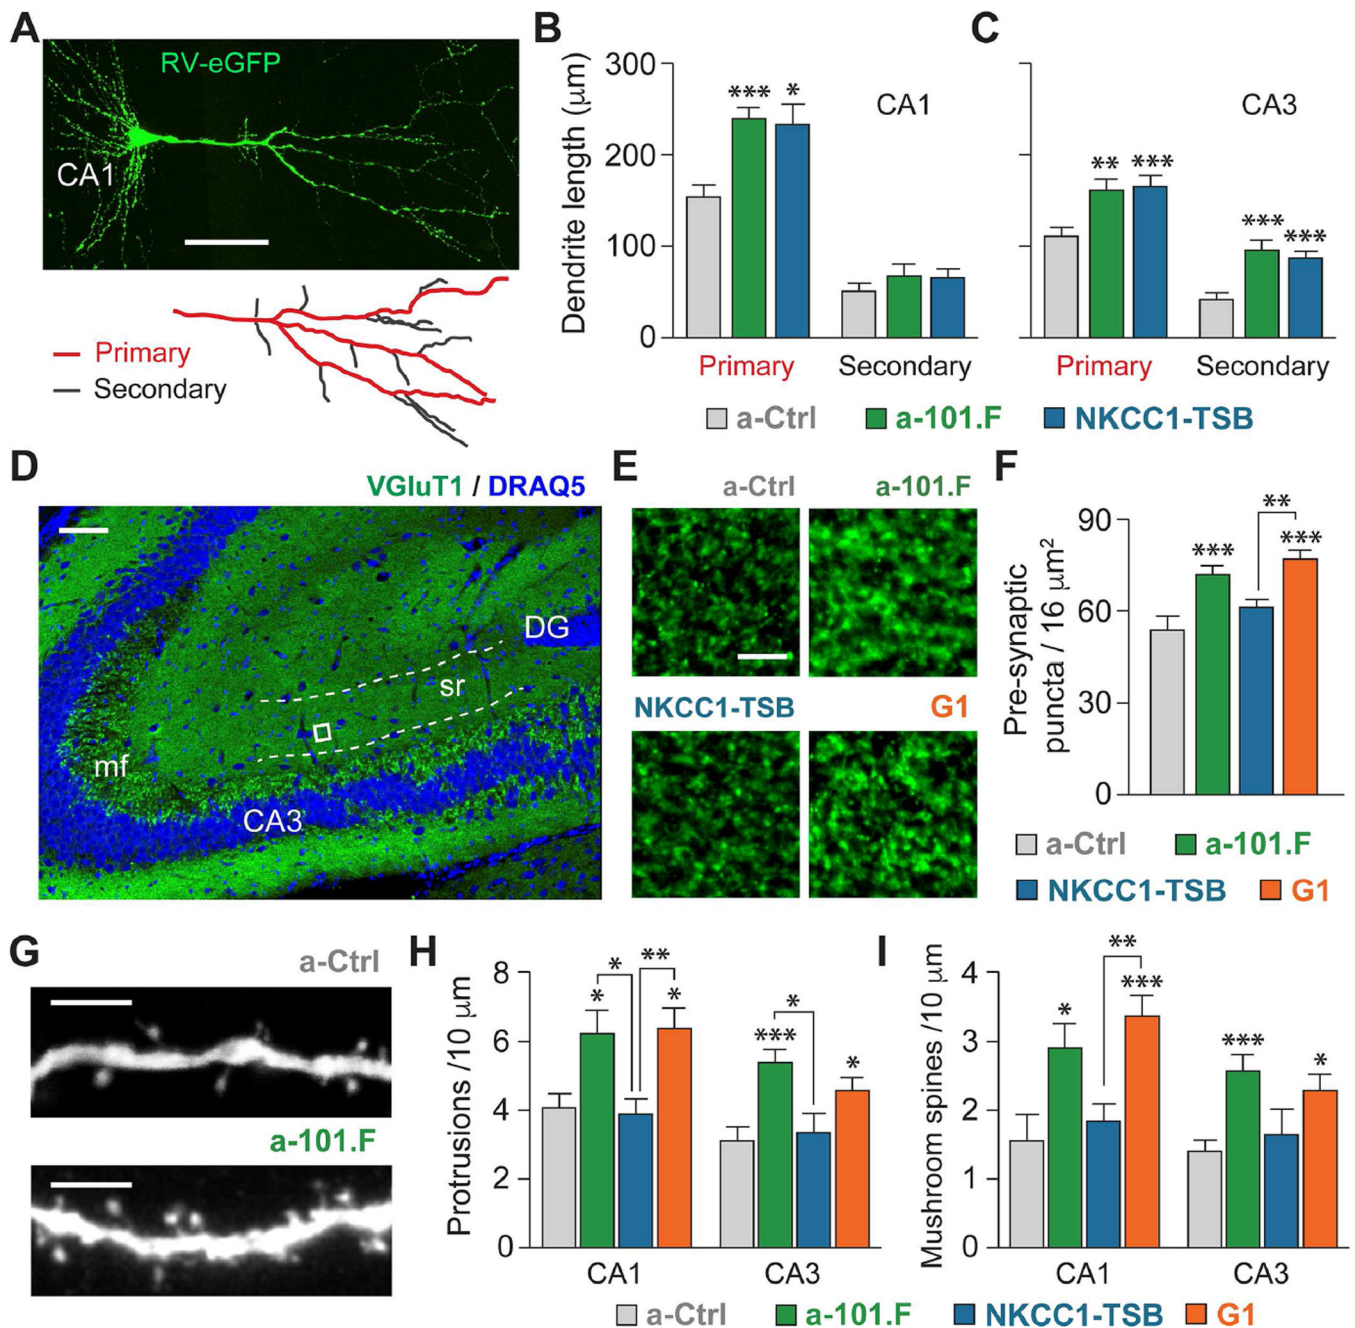 A
RV-eGFP
CA1
Primary
Secondary
B
Dendrite length (µm)
300
200
100
0
CA1
***
*
Primary
Secondary
C
CA3
**
***
***
***
Primary
Secondary
a-Ctrl
a-101.F
NKCC1-TSB
D
VGluT1 / DRAQ5
DG
sr
mf
CA3
E
a-Ctrl
a-101.F
NKCC1-TSB
G1
F
Pre-synaptic
puncta / 16 µm²
90
60
30
0
***
**
***
a-Ctrl
a-101.F
NKCC1-TSB
G1
G
a-Ctrl
a-101.F
H
Protrusions /10 µm
8
6
4
2
0
*
*
**
*
***
*
*
CA1
CA3
I
Mushroom spines /10 µm
4
3
2
1
0
*
**
***
***
*
CA1
CA3
a-Ctrl
a-101.F
NKCC1-TSB
G1